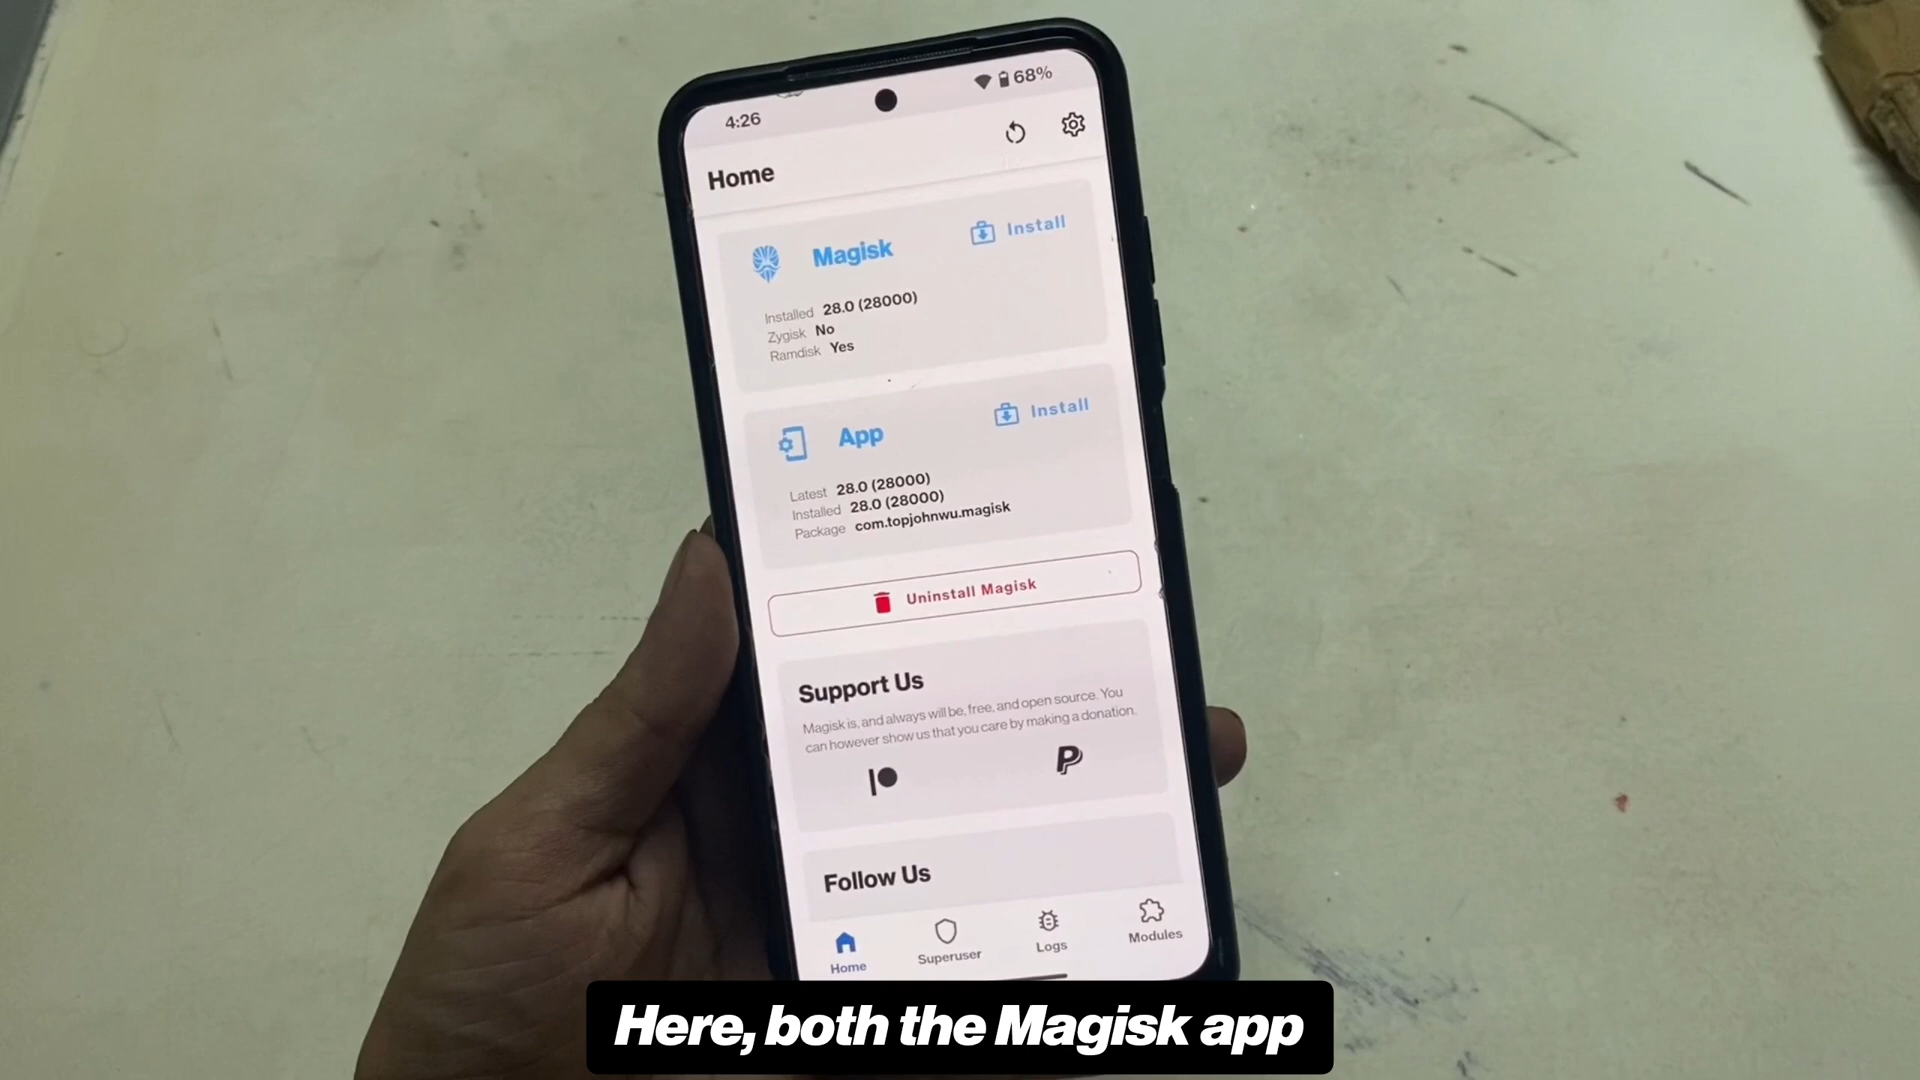 4:26
68%
Home
Magisk
Install
Installed 28.0 (28000)
Zygisk No
Ramdisk Yes
App
Install
Latest 28.0 (28000)
Installed 28.0 (28000)
Package com.topjohnwu.magisk
Uninstall Magisk
Support Us
Magisk is, and always will be, free, and open source. You
can however show us that you care by making a donation.
Follow Us
Home
Superuser
Logs
Modules
Here, both the Magisk app